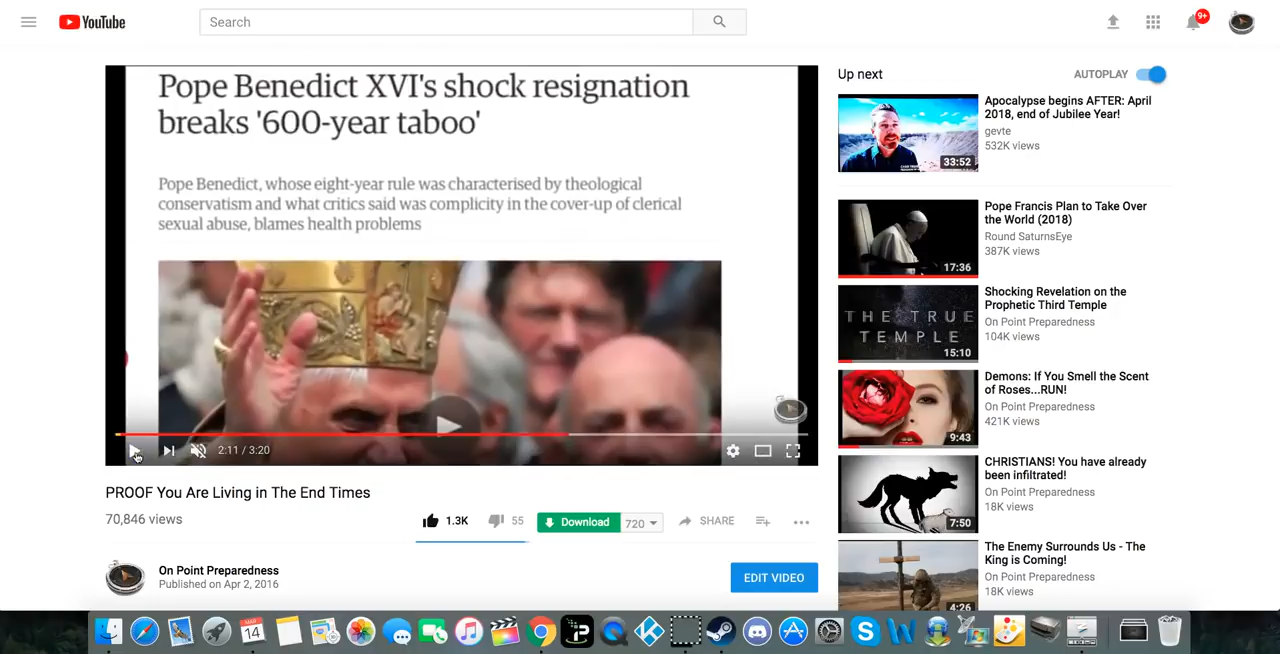 YouTube
Search
9+
Pope Benedict XVI's shock resignation
breaks '600-year taboo'
Pope Benedict, whose eight-year rule was characterised by theological
conservatism and what critics said was complicity in the cover-up of clerical
sexual abuse, blames health problems
2:11 / 3:20
PROOF You Are Living in The End Times
70,846 views
1.3K
55
Download
720
SHARE
On Point Preparedness
Published on Apr 2, 2016
EDIT VIDEO
Up next
AUTOPLAY
33:52
Apocalypse begins AFTER: April
2018, end of Jubilee Year!
gevte
532K views
17:36
Pope Francis Plan to Take Over
the World (2018)
Round SaturnsEye
387K views
THE TRUE
TEMPLE
15:10
Shocking Revelation on the
Prophetic Third Temple
On Point Preparedness
104K views
9:43
Demons: If You Smell the Scent
of Roses...RUN!
On Point Preparedness
421K views
7:50
CHRISTIANS! You have already
been infiltrated!
On Point Preparedness
18K views
4:26
The Enemy Surrounds Us - The
King is Coming!
On Point Preparedness
18K views
MAR
14